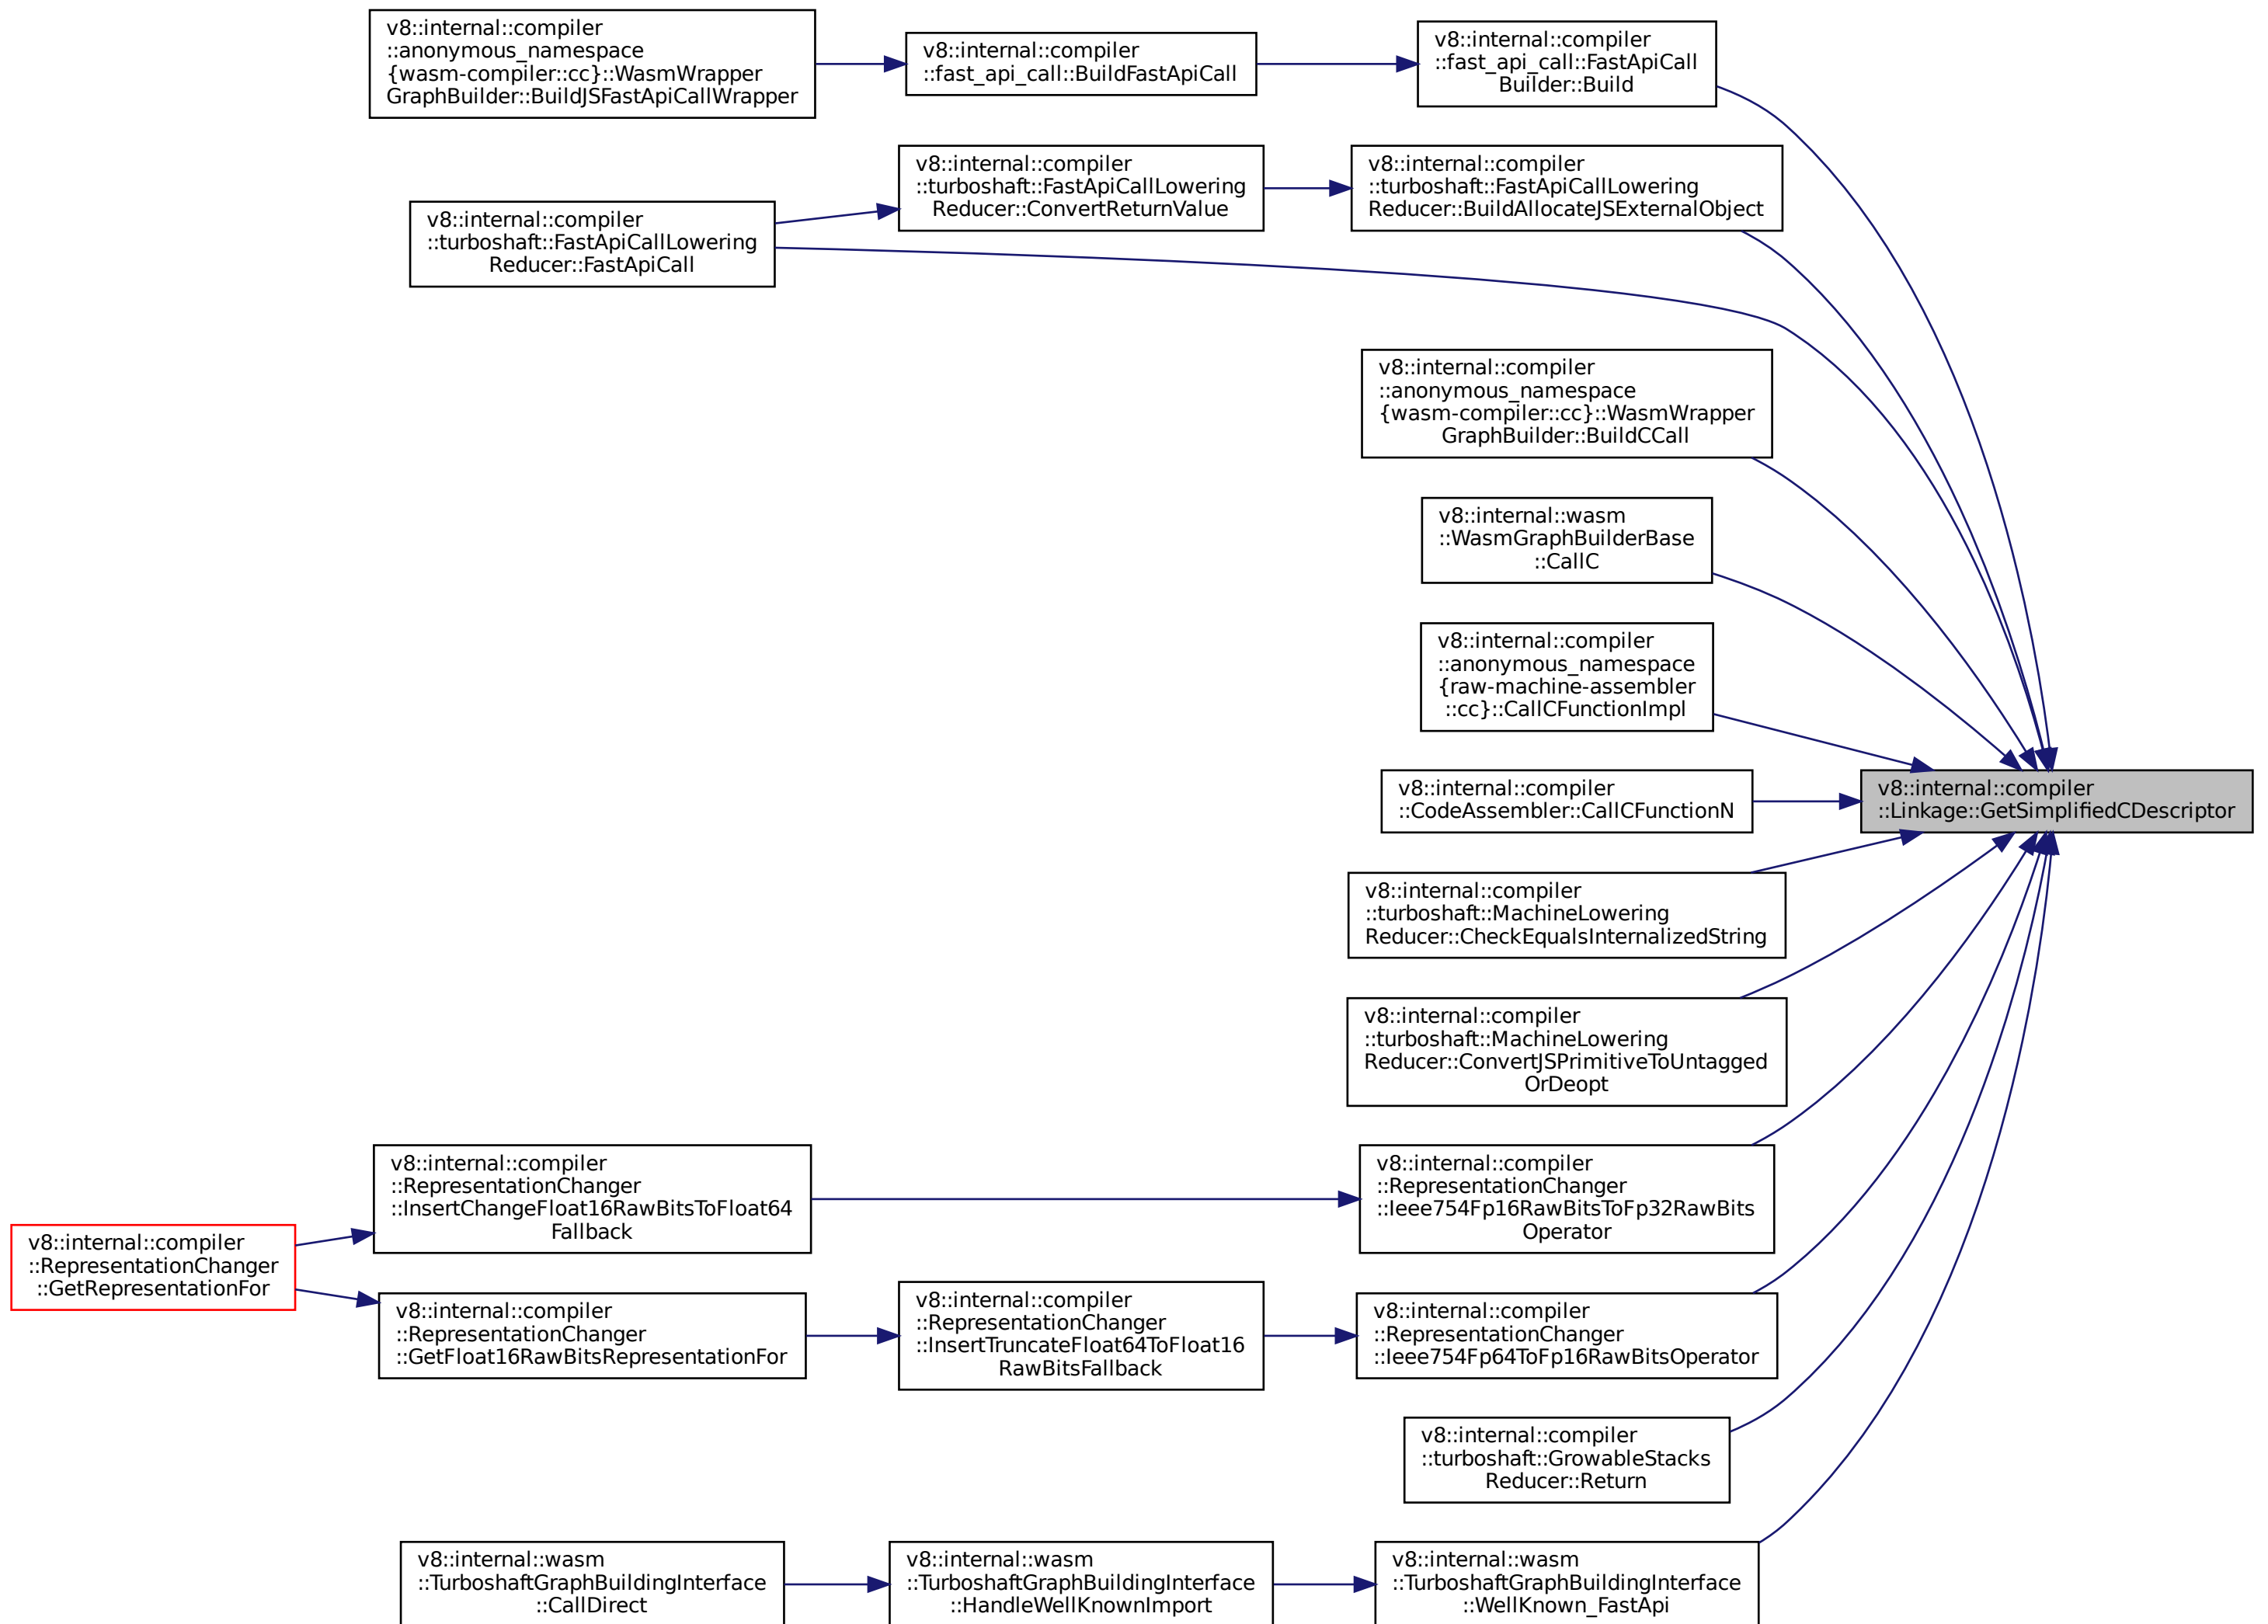 v8::internal::compiler
::anonymous_namespace
{wasm-compiler::cc}::WasmWrapper
GraphBuilder::BuildJSFastApiCallWrapper
v8::internal::compiler
::fast_api_call::BuildFastApiCall
v8::internal::compiler
::fast_api_call::FastApiCall
Builder::Build
v8::internal::compiler
::turboshaft::FastApiCallLowering
Reducer::FastApiCall
v8::internal::compiler
::turboshaft::FastApiCallLowering
Reducer::ConvertReturnValue
v8::internal::compiler
::turboshaft::FastApiCallLowering
Reducer::BuildAllocateJSExternalObject
v8::internal::compiler
::anonymous_namespace
{wasm-compiler::cc}::WasmWrapper
GraphBuilder::BuildCCall
v8::internal::wasm
::WasmGraphBuilderBase
::CallC
v8::internal::compiler
::anonymous_namespace
{raw-machine-assembler
::cc}::CallCFunctionImpl
v8::internal::compiler
::CodeAssembler::CallCFunctionN
v8::internal::compiler
::Linkage::GetSimplifiedCDescriptor
v8::internal::compiler
::turboshaft::MachineLowering
Reducer::CheckEqualsInternalizedString
v8::internal::compiler
::turboshaft::MachineLowering
Reducer::ConvertJSPrimitiveToUntagged
OrDeopt
v8::internal::compiler
::RepresentationChanger
::GetRepresentationFor
v8::internal::compiler
::RepresentationChanger
::InsertChangeFloat16RawBitsToFloat64
Fallback
v8::internal::compiler
::RepresentationChanger
::Ieee754Fp16RawBitsToFp32RawBits
Operator
v8::internal::compiler
::RepresentationChanger
::GetFloat16RawBitsRepresentationFor
v8::internal::compiler
::RepresentationChanger
::InsertTruncateFloat64ToFloat16
RawBitsFallback
v8::internal::compiler
::RepresentationChanger
::Ieee754Fp64ToFp16RawBitsOperator
v8::internal::compiler
::turboshaft::GrowableStacks
Reducer::Return
v8::internal::wasm
::TurboshaftGraphBuildingInterface
::CallDirect
v8::internal::wasm
::TurboshaftGraphBuildingInterface
::HandleWellKnownImport
v8::internal::wasm
::TurboshaftGraphBuildingInterface
::WellKnown_FastApi